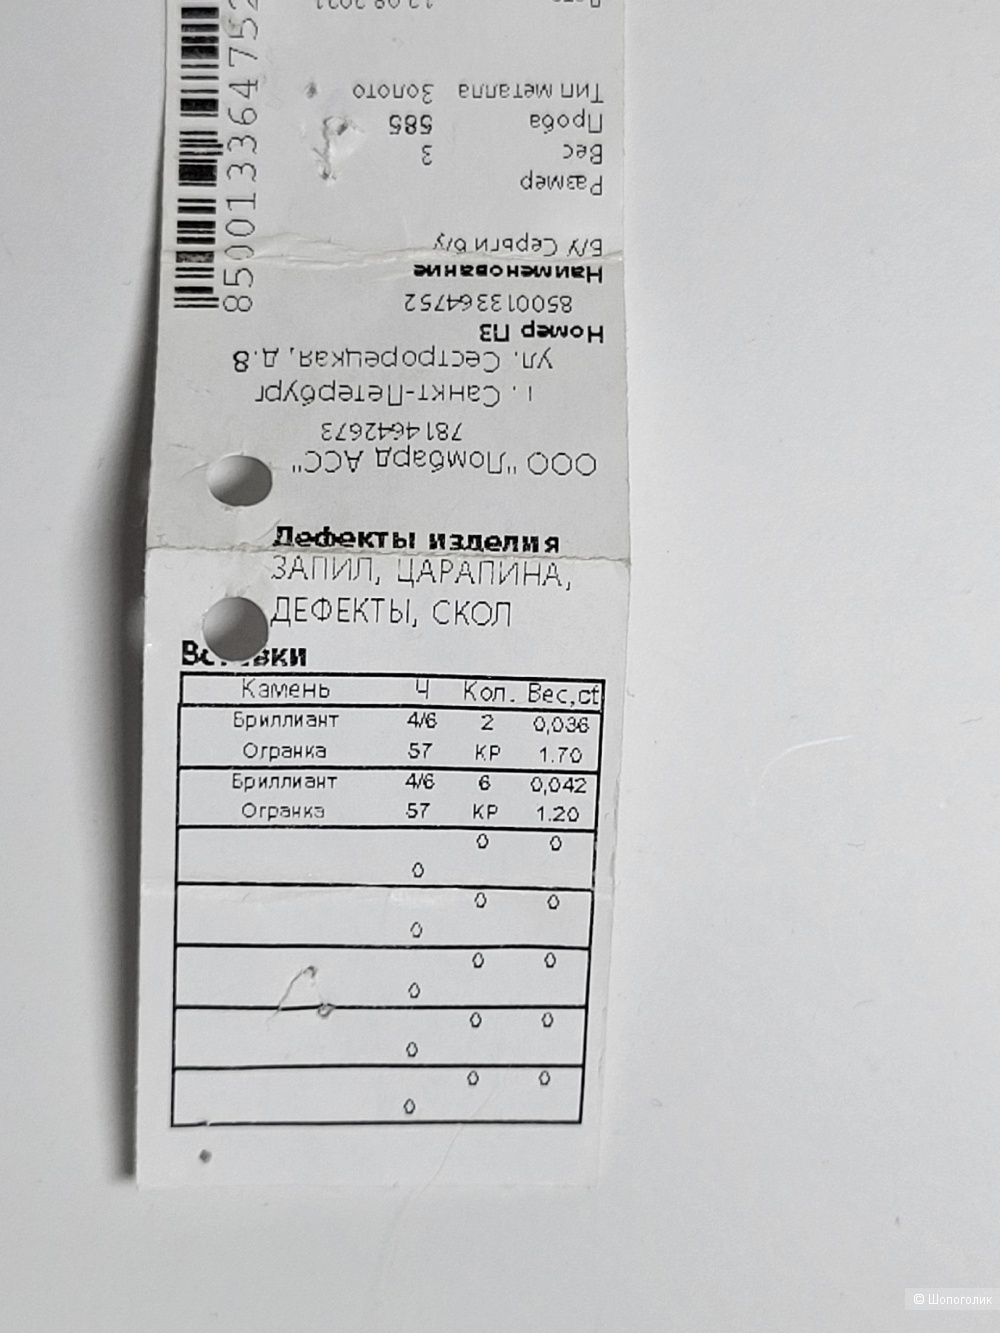 ООО "Ломбард АСС"
7814642673
г. Санкт-Петербург
ул. Сестрорецкая, д.8
Номер ПЗ
850013364752
Наименование
Б/У Серьги б/у
Размер
Вес 3
Проба 585
Тип металла Золото
850013364752
Дефекты изделия
ЗАПИЛ, ЦАРАПИНА,
ДЕФЕКТЫ, СКОЛ
Камень Ч Кол. Вес,ct
Бриллиант 4/6 2 0,036
Огранка 57 КР 1.70
Бриллиант 4/6 6 0,042
Огранка 57 КР 1.20
0 0
0
0 0
0
0 0
0
0 0
0
0 0
0
© Шопоголик